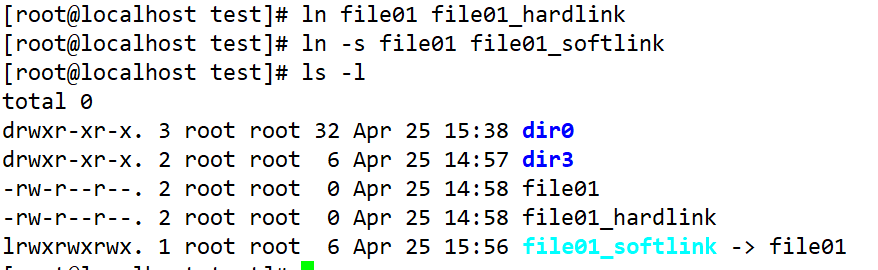 [root@localhost test]# ln file01 file01_hardlink
[root@localhost test]# ln -s file01 file01_softlink
[root@localhost test]# ls -l
total 0
drwxr-xr-x. 3 root root 32 Apr 25 15:38 dir0
drwxr-xr-x. 2 root root  6 Apr 25 14:57 dir3
-rw-r--r--. 2 root root  0 Apr 25 14:58 file01
-rw-r--r--. 2 root root  0 Apr 25 14:58 file01_hardlink
lrwxrwxrwx. 1 root root  6 Apr 25 15:56 file01_softlink -> file01